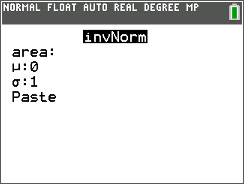 NORMAL FLOAT AUTO REAL DEGREE MP
invNorm
area:
μ:0
σ:1
Paste